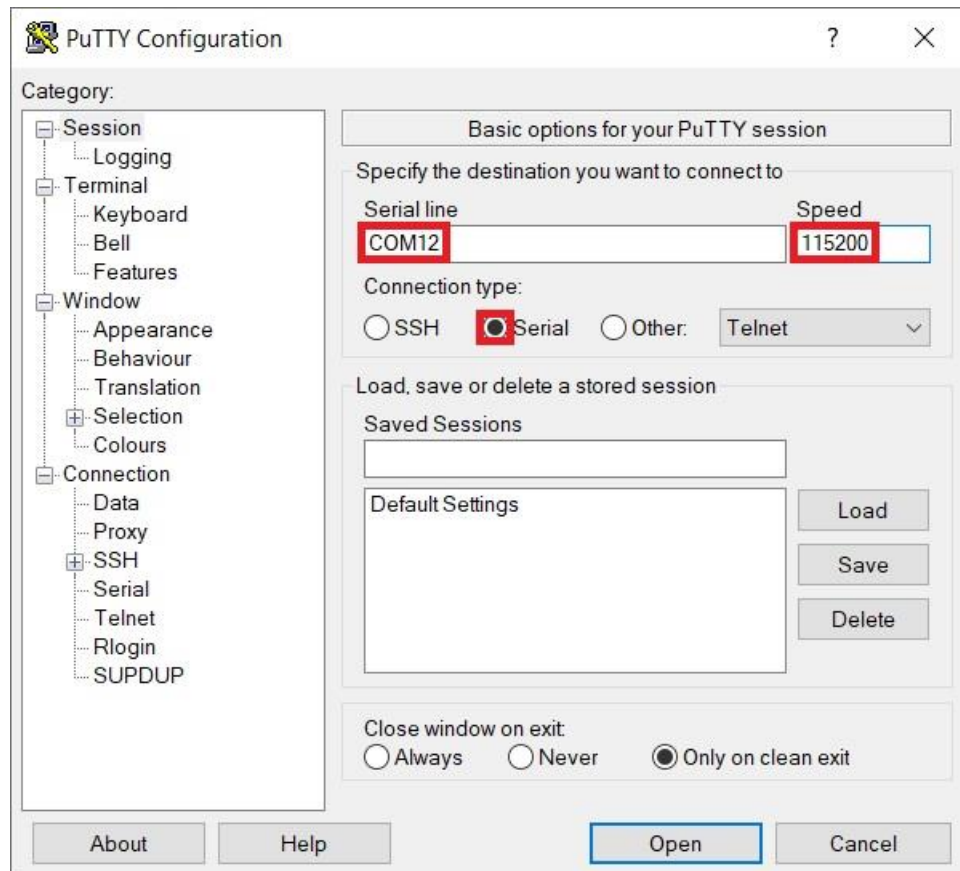 PuTTY Configuration
?
Category:
Session
Logging
Terminal
Keyboard
Bell
Features
Window
Appearance
Behaviour
Translation
Selection
Colours
Connection
Data
Proxy
SSH
Serial
Telnet
Rlogin
SUPDUP
Basic options for your PuTTY session
Specify the destination you want to connect to
Serial line Speed
COM12 115200
Connection type:
SSH Serial Other: Telnet
Load, save or delete a stored session
Saved Sessions
Default Settings
Load
Save
Delete
Close window on exit:
Always Never Only on clean exit
About Help Open Cancel